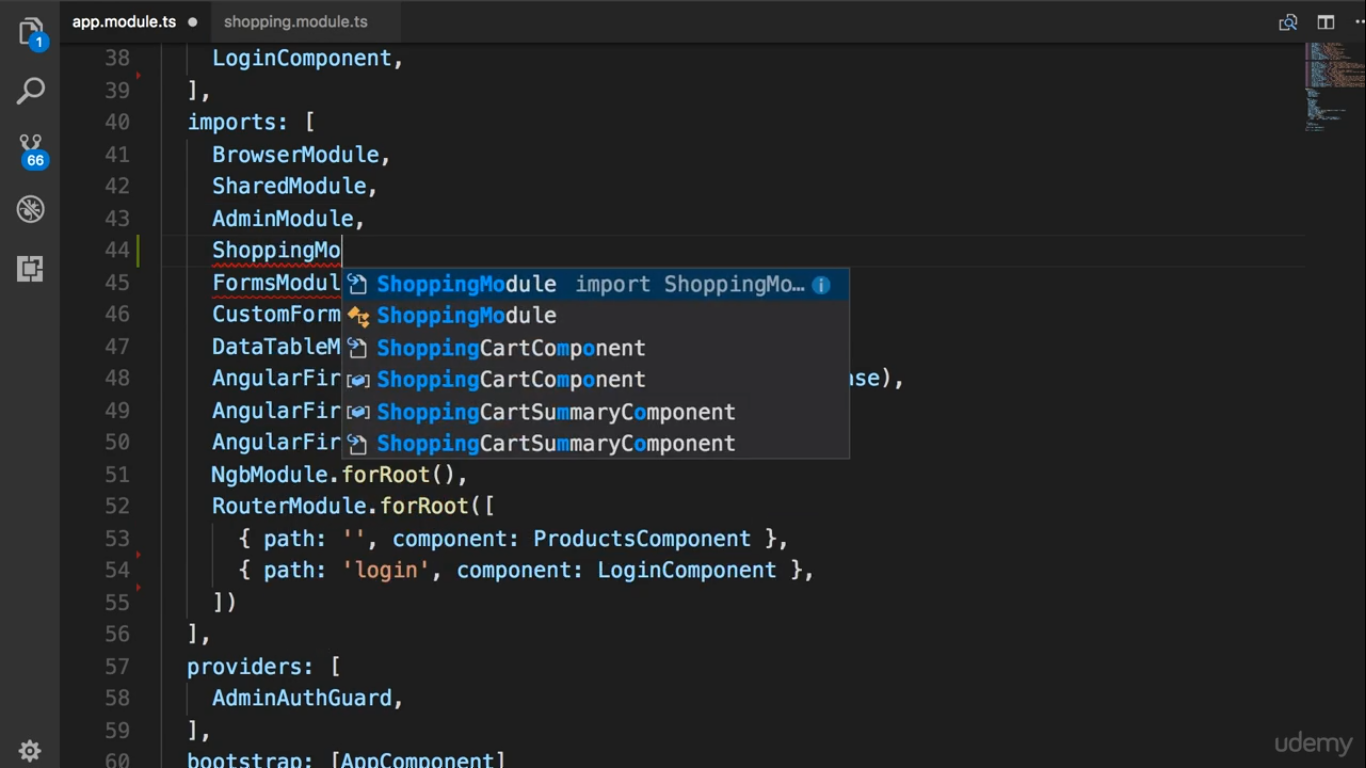 app.module.ts
shopping.module.ts
1
66
38 LoginComponent,
39 ],
40 imports: [
41 BrowserModule,
42 SharedModule,
43 AdminModule,
44 ShoppingMo
ShoppingModule import ShoppingMo...
ShoppingModule
ShoppingCartComponent
ShoppingCartComponent
ShoppingCartSummaryComponent
ShoppingCartSummaryComponent
45 FormsModul
46 CustomForm
47 DataTableM
48 AngularFir ase),
49 AngularFir
50 AngularFir
51 NgbModule.forRoot(),
52 RouterModule.forRoot([
53 { path: '', component: ProductsComponent },
54 { path: 'login', component: LoginComponent },
55 ])
56 ],
57 providers: [
58 AdminAuthGuard,
59 ],
60 bootstrap: [AppComponent]
udemy